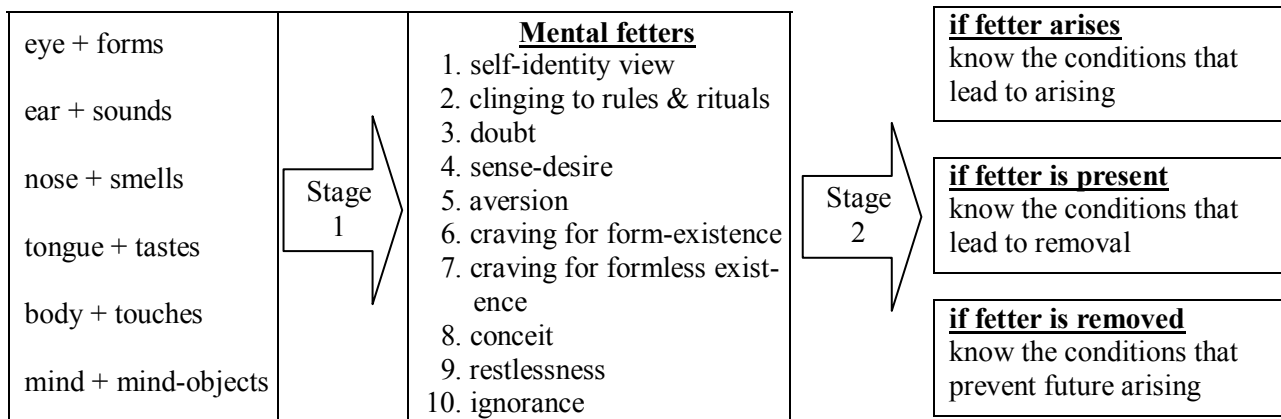 eye + forms
ear + sounds
nose + smells
tongue + tastes
body + touches
mind + mind-objects
Stage
1
Mental fetters
1. self-identity view
2. clinging to rules & rituals
3. doubt
4. sense-desire
5. aversion
6. craving for form-existence
7. craving for formless exist-
ence
8. conceit
9. restlessness
10. ignorance
Stage
2
if fetter arises
know the conditions that
lead to arising
if fetter is present
know the conditions that
lead to removal
if fetter is removed
know the conditions that
prevent future arising